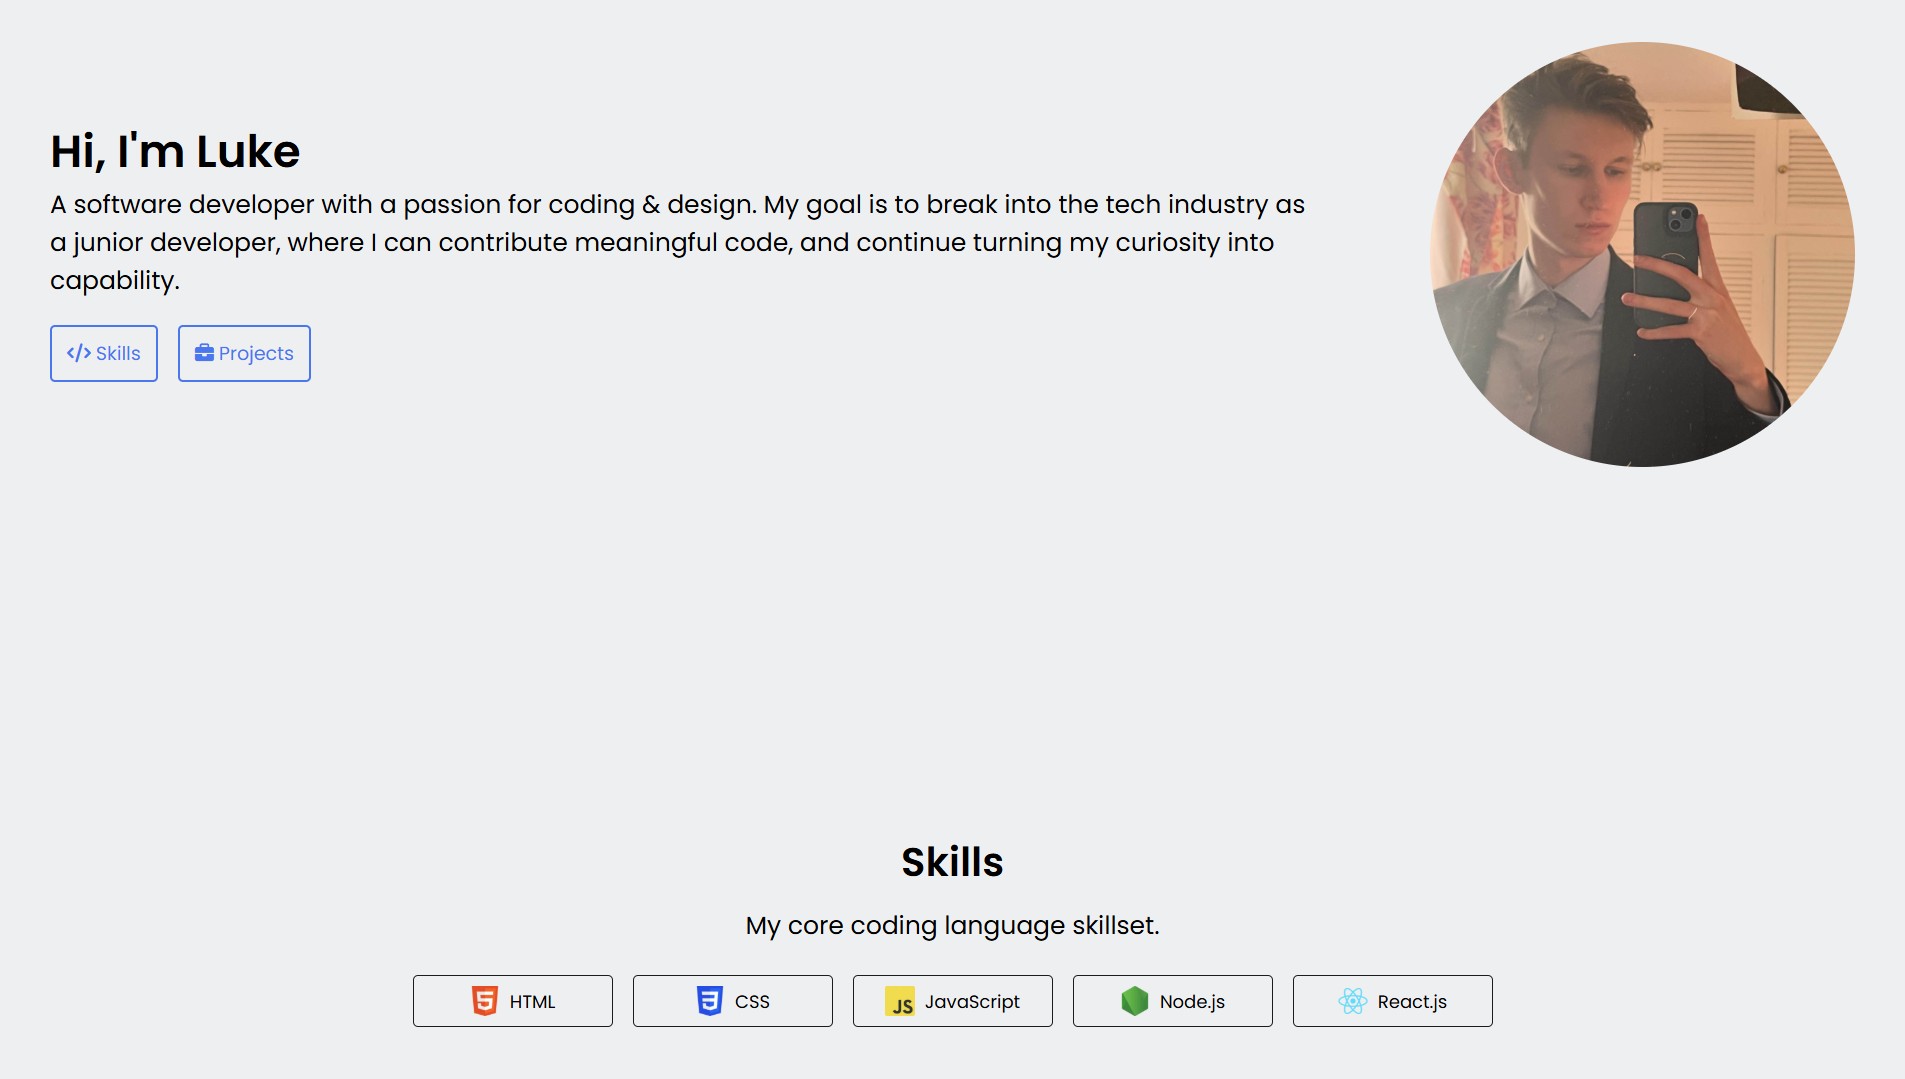 Hi, I'm Luke
A software developer with a passion for coding & design. My goal is to break into the tech industry as
a junior developer, where I can contribute meaningful code, and continue turning my curiosity into
capability.
Skills
Projects
Skills
My core coding language skillset.
HTML
CSS
JS JavaScript
Node.js
React.js